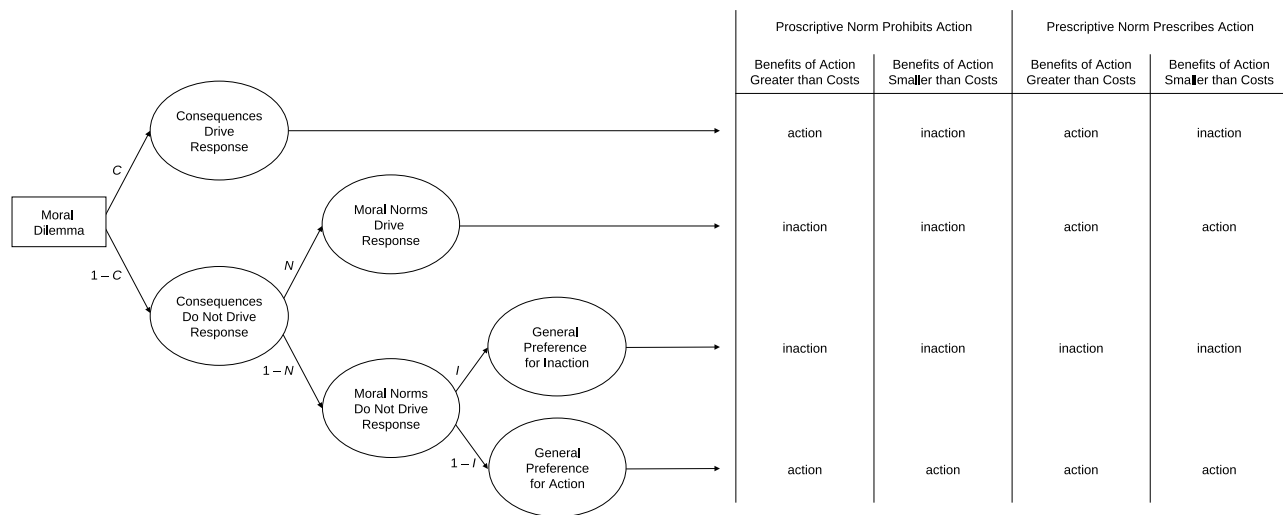 Proscriptive Norm Prohibits Action
Prescriptive Norm Prescribes Action
Benefits of Action
Greater than Costs
Benefits of Action
Smaller than Costs
Benefits of Action
Greater than Costs
Benefits of Action
Smaller than Costs
Moral
Dilemma
C
1 – C
Consequences
Drive
Response
action
inaction
action
inaction
Consequences
Do Not Drive
Response
N
1 – N
Moral Norms
Drive
Response
inaction
inaction
action
action
Moral Norms
Do Not Drive
Response
I
1 – I
General
Preference
for Inaction
inaction
inaction
inaction
inaction
General
Preference
for Action
action
action
action
action